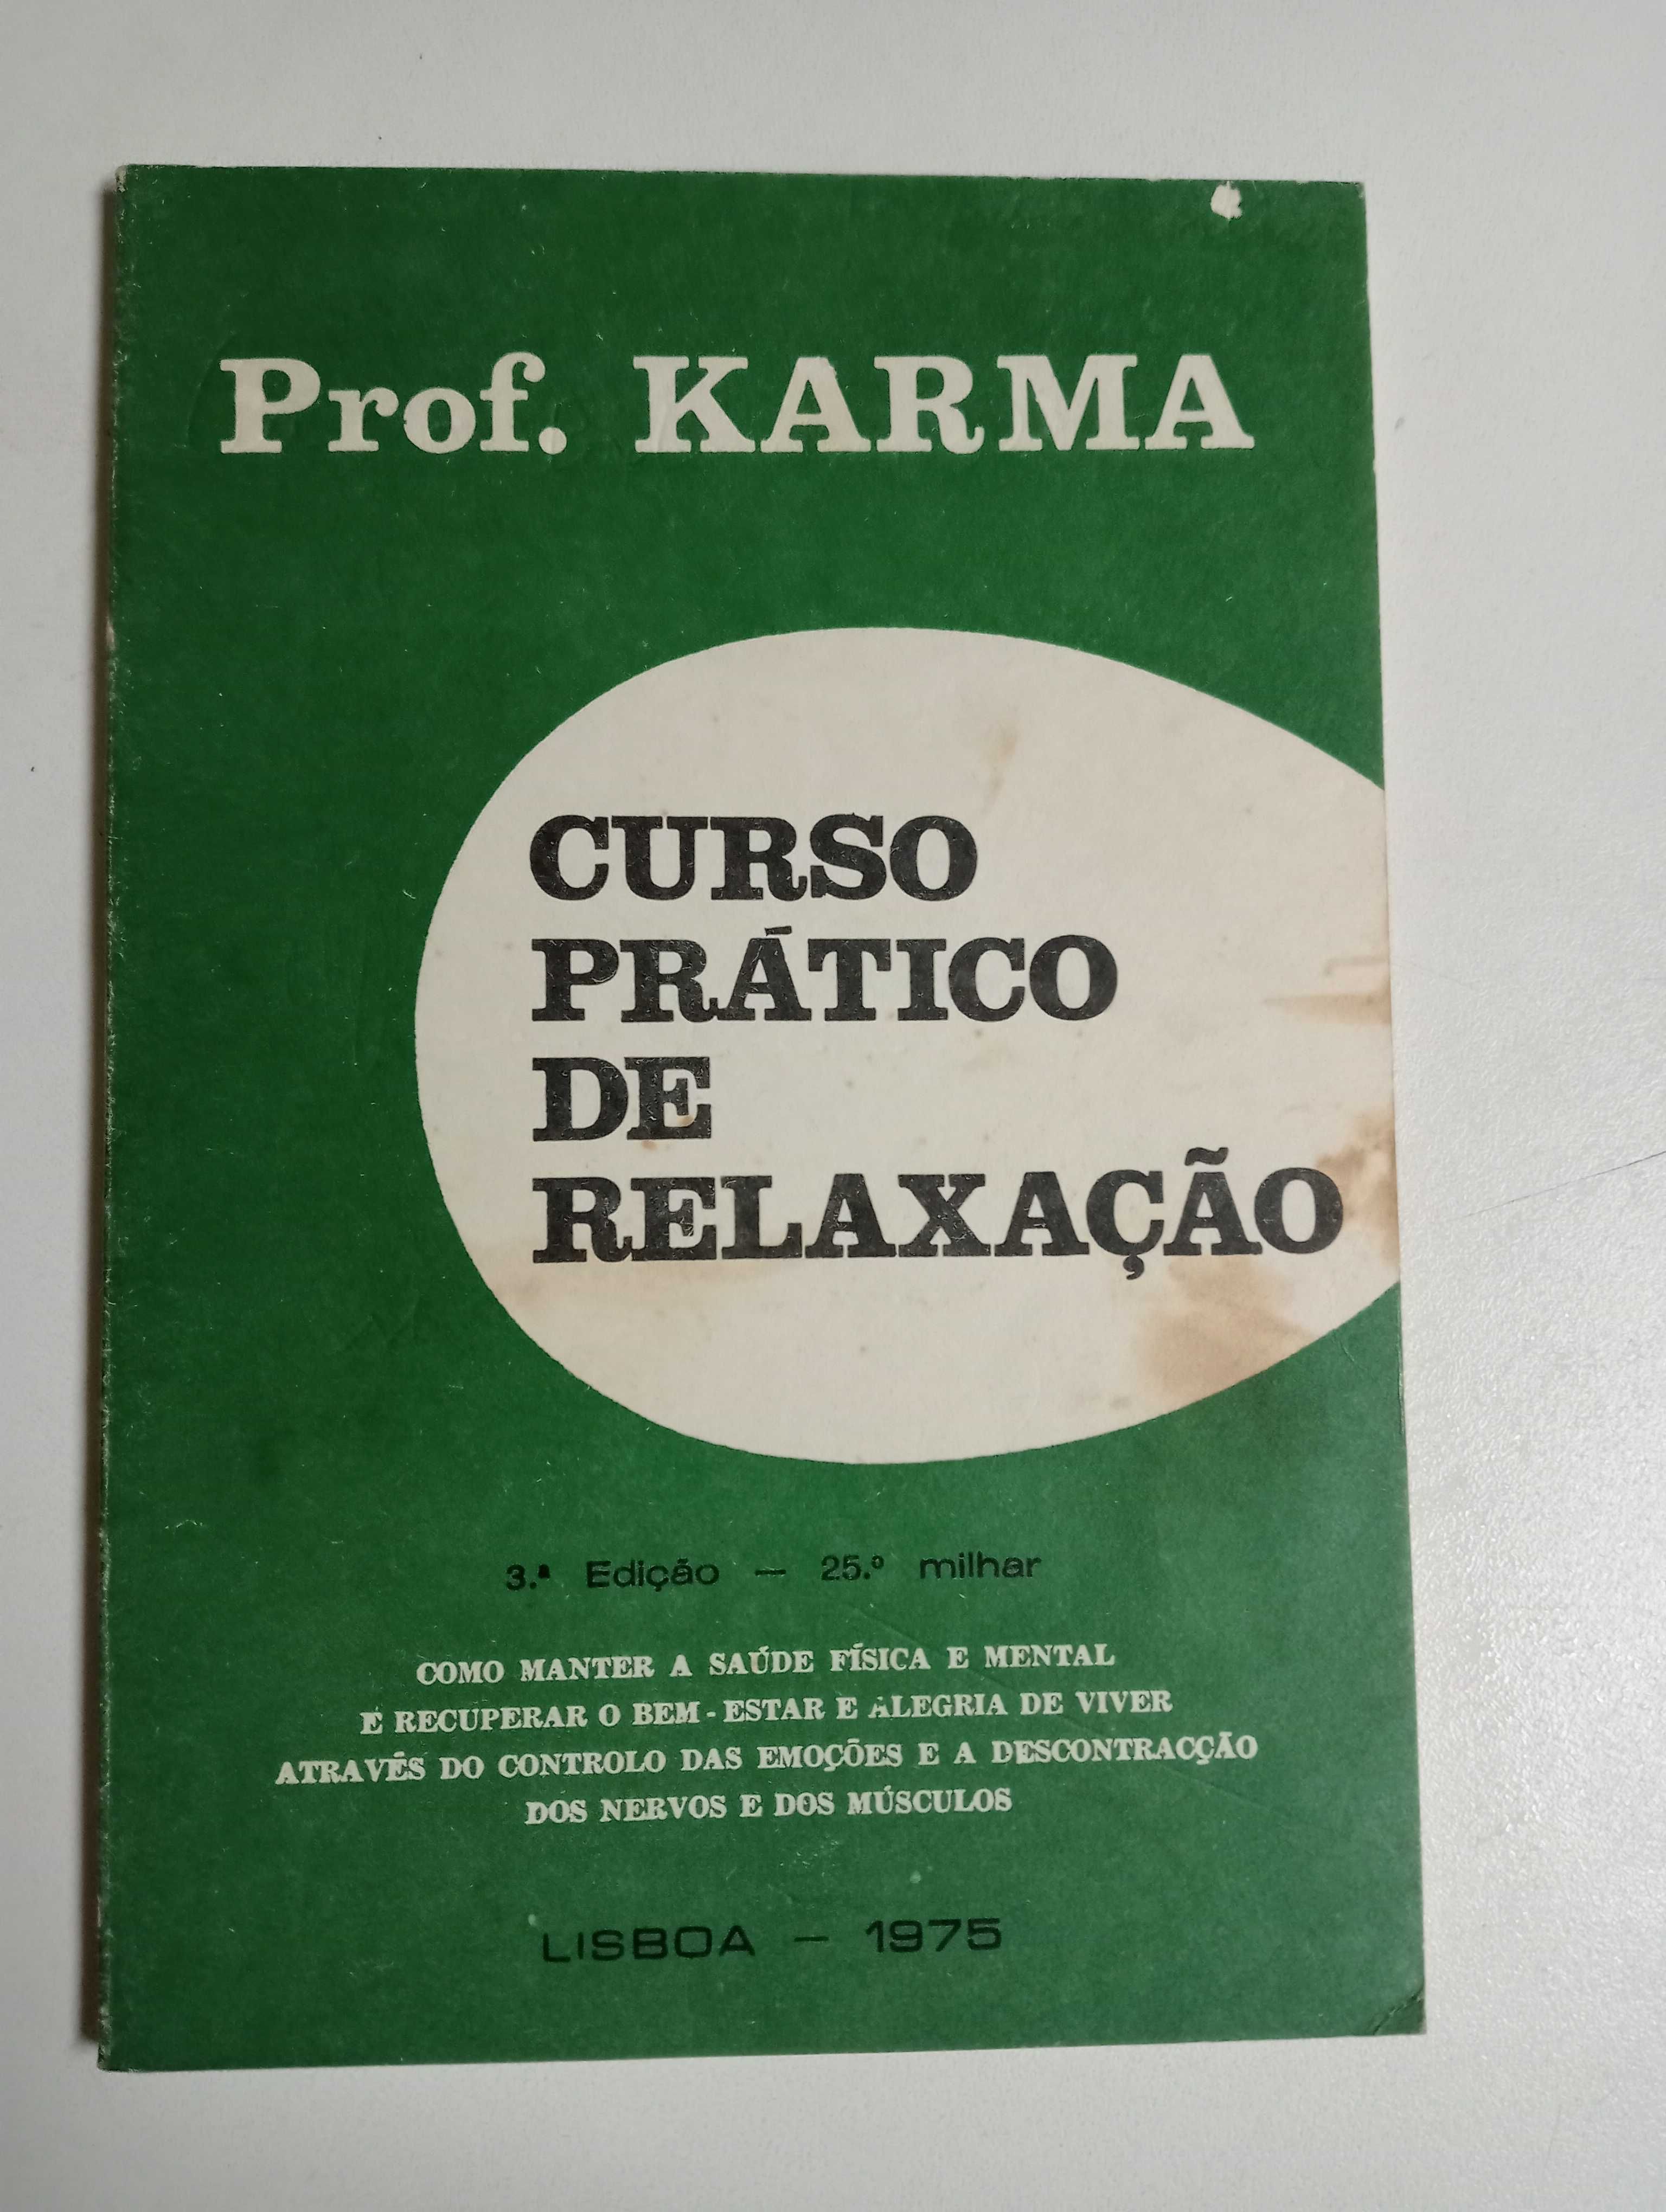 Prof. KARMA
CURSO
PRÁTICO
DE
RELAXAÇÃO
3.ª Edição — 25.º milhar
COMO MANTER A SAÚDE FÍSICA E MENTAL
E RECUPERAR O BEM-ESTAR E ALEGRIA DE VIVER
ATRAVÉS DO CONTROLO DAS EMOÇÕES E A DESCONTRACÇÃO
DOS NERVOS E DOS MÚSCULOS
LISBOA — 1975